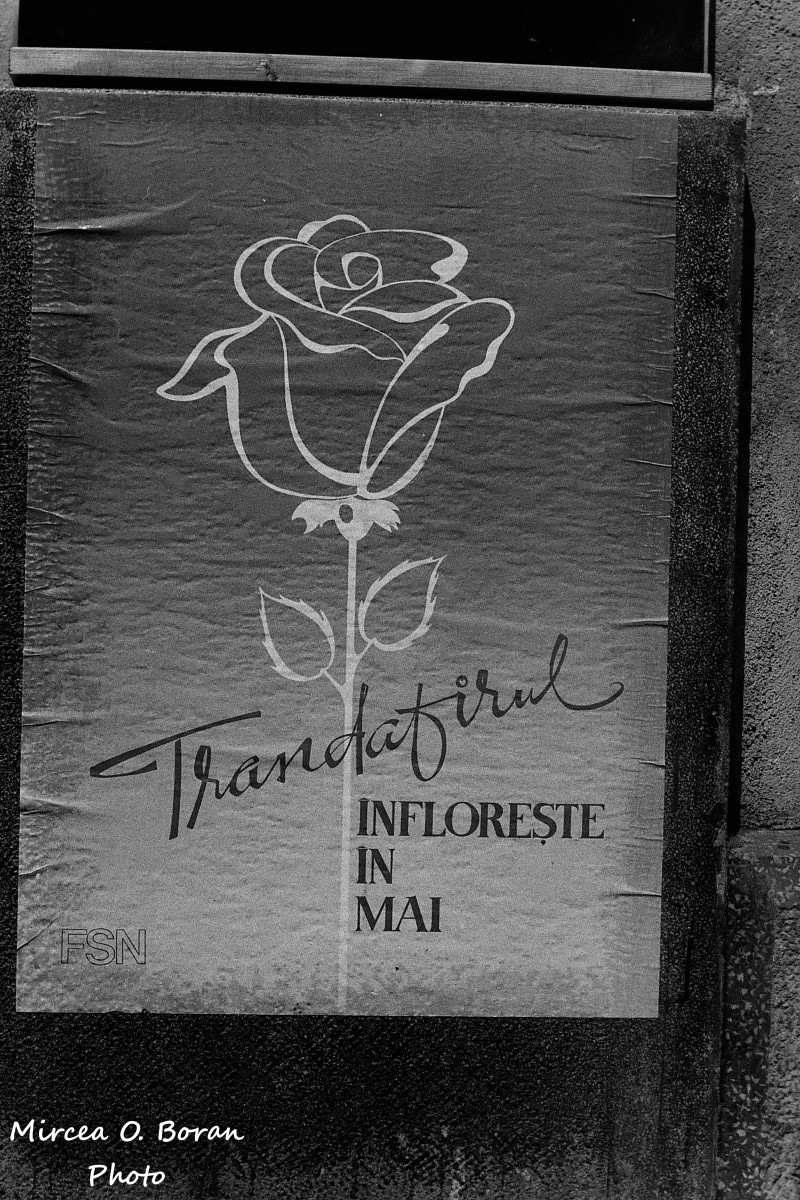 Trandafirul
ÎNFLOREȘTE
ÎN
MAI
FSN
Mircea O. Boran
Photo